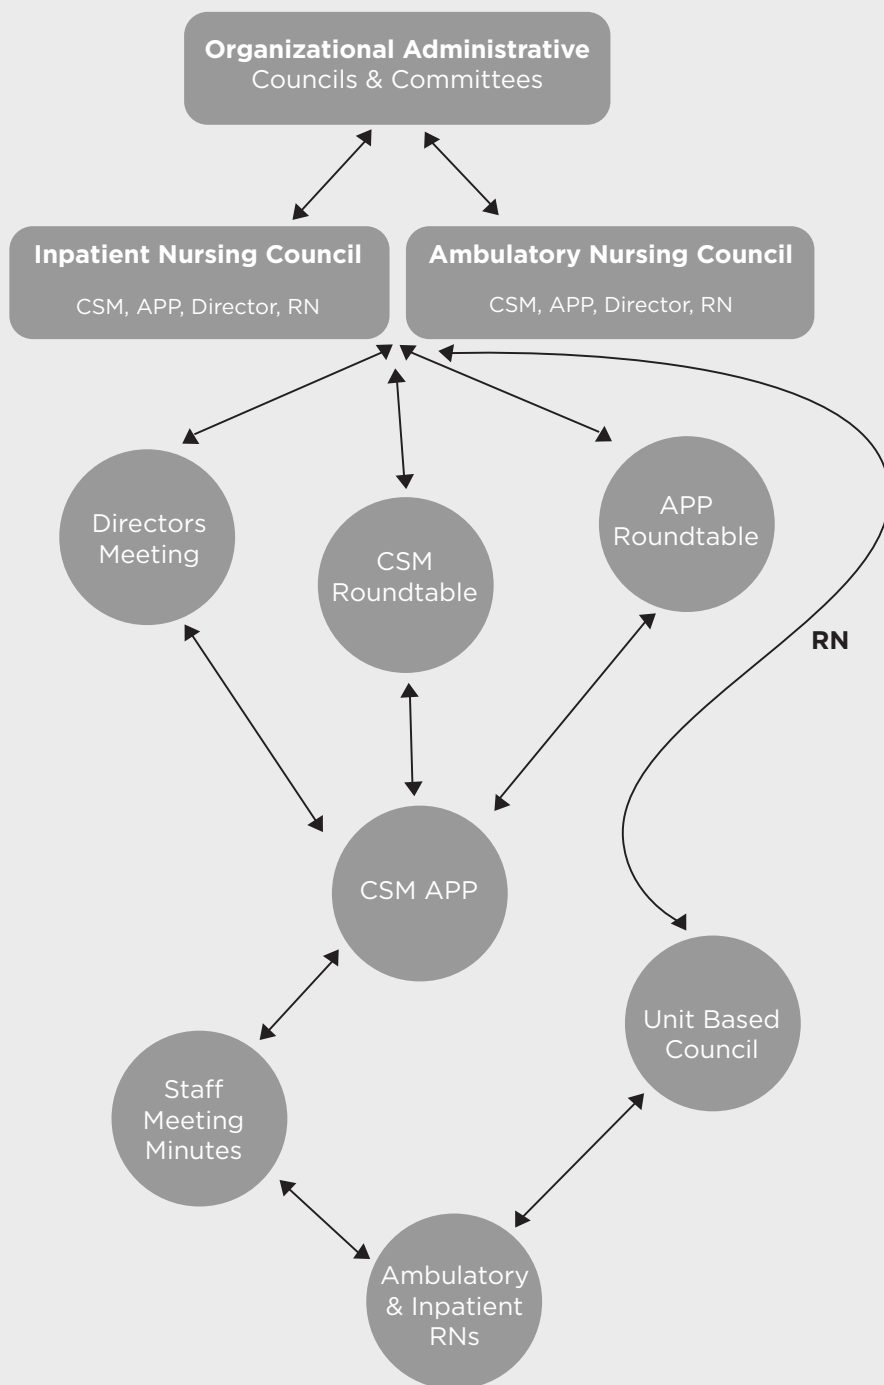 Organizational Administrative
Councils & Committees
Inpatient Nursing Council
CSM, APP, Director, RN
Ambulatory Nursing Council
CSM, APP, Director, RN
Directors
Meeting
CSM
Roundtable
APP
Roundtable
RN
CSM APP
Unit Based
Council
Staff
Meeting
Minutes
Ambulatory
& Inpatient
RNs